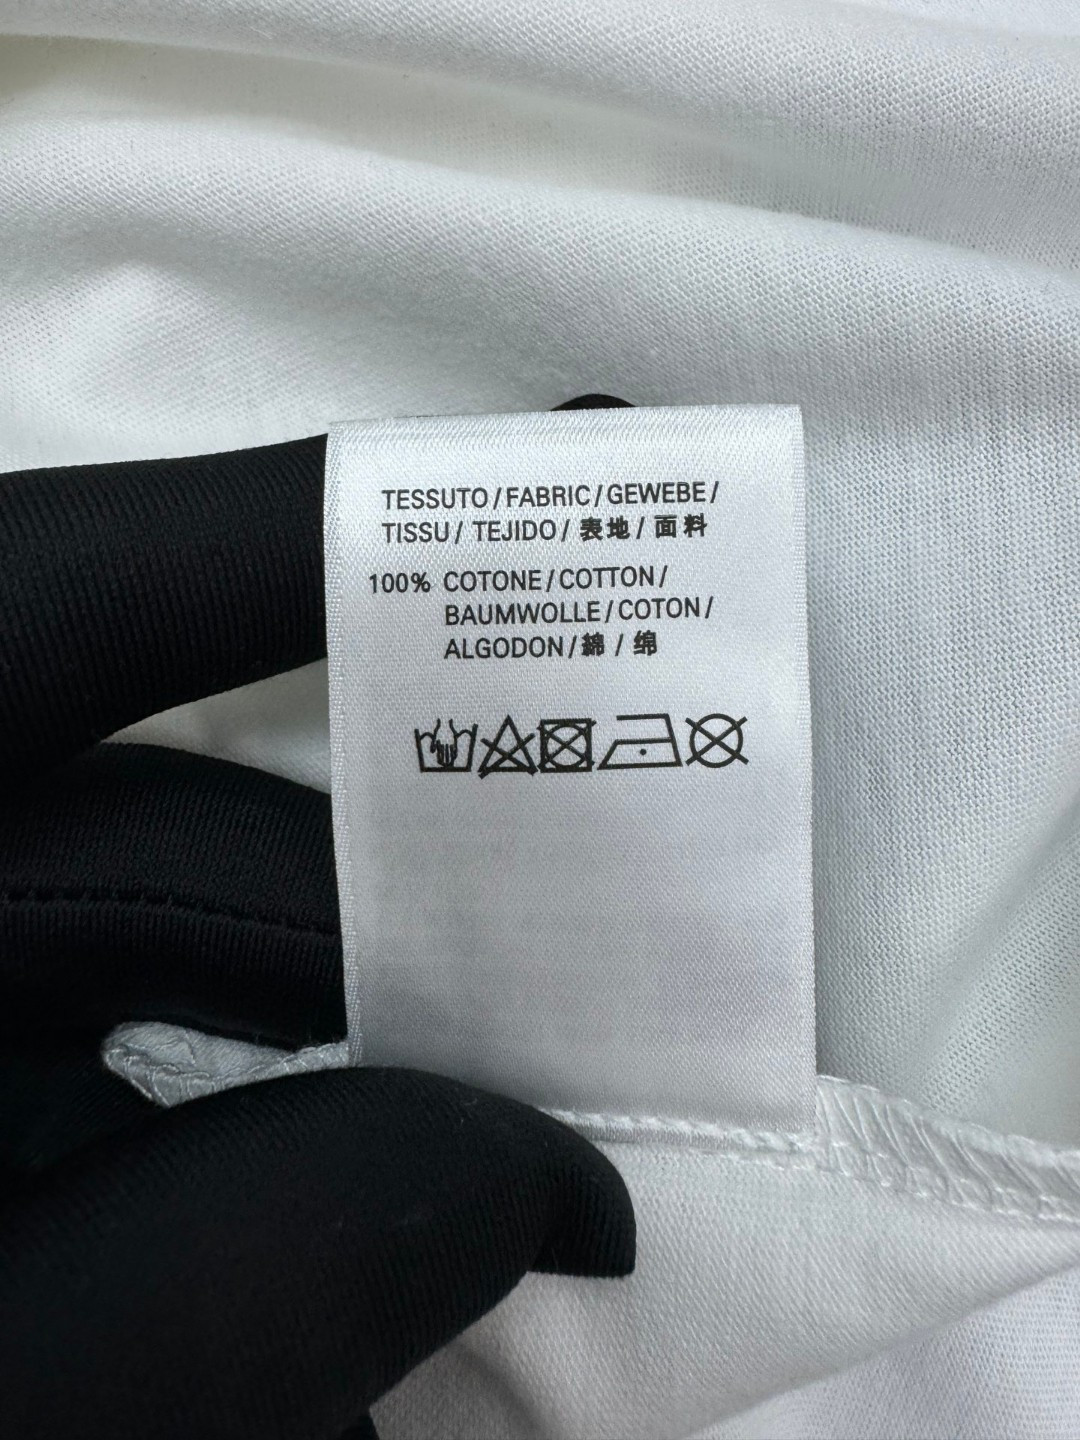 TESSUTO/FABRIC/GEWEBE/
TISSU/TEJIDO/表地/面料
100% COTONE/COTTON/
BAUMWOLLE/COTON/
ALGODON/綿/绵